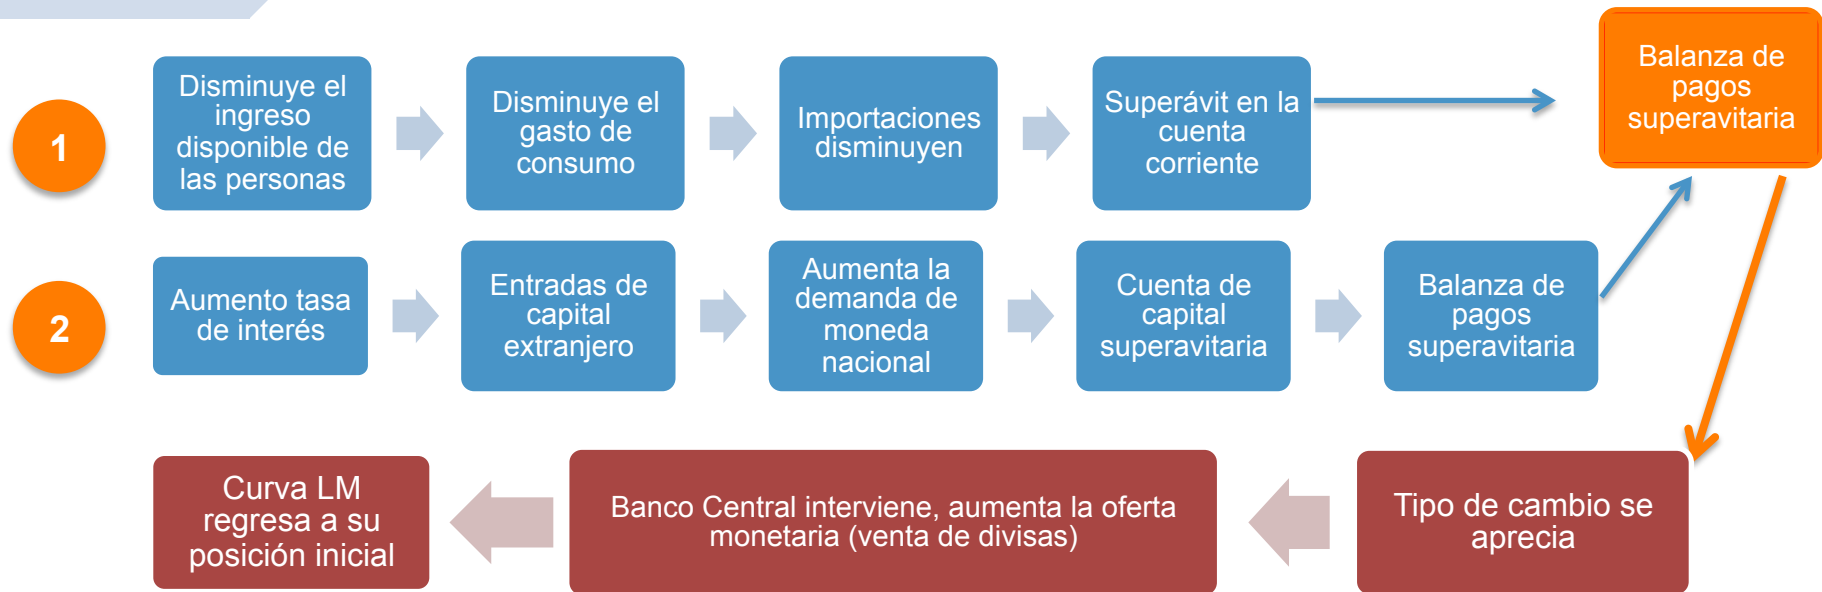 1
Disminuye el
ingreso
disponible de
las personas
Disminuye el
gasto de
consumo
Importaciones
disminuyen
Superávit en la
cuenta
corriente
Balanza de
pagos
superavitaria
2
Aumento tasa
de interés
Entradas de
capital
extranjero
Aumenta la
demanda de
moneda
nacional
Cuenta de
capital
superavitaria
Balanza de
pagos
superavitaria
Curva LM
regresa a su
posición inicial
Banco Central interviene, aumenta la oferta
monetaria (venta de divisas)
Tipo de cambio se
aprecia